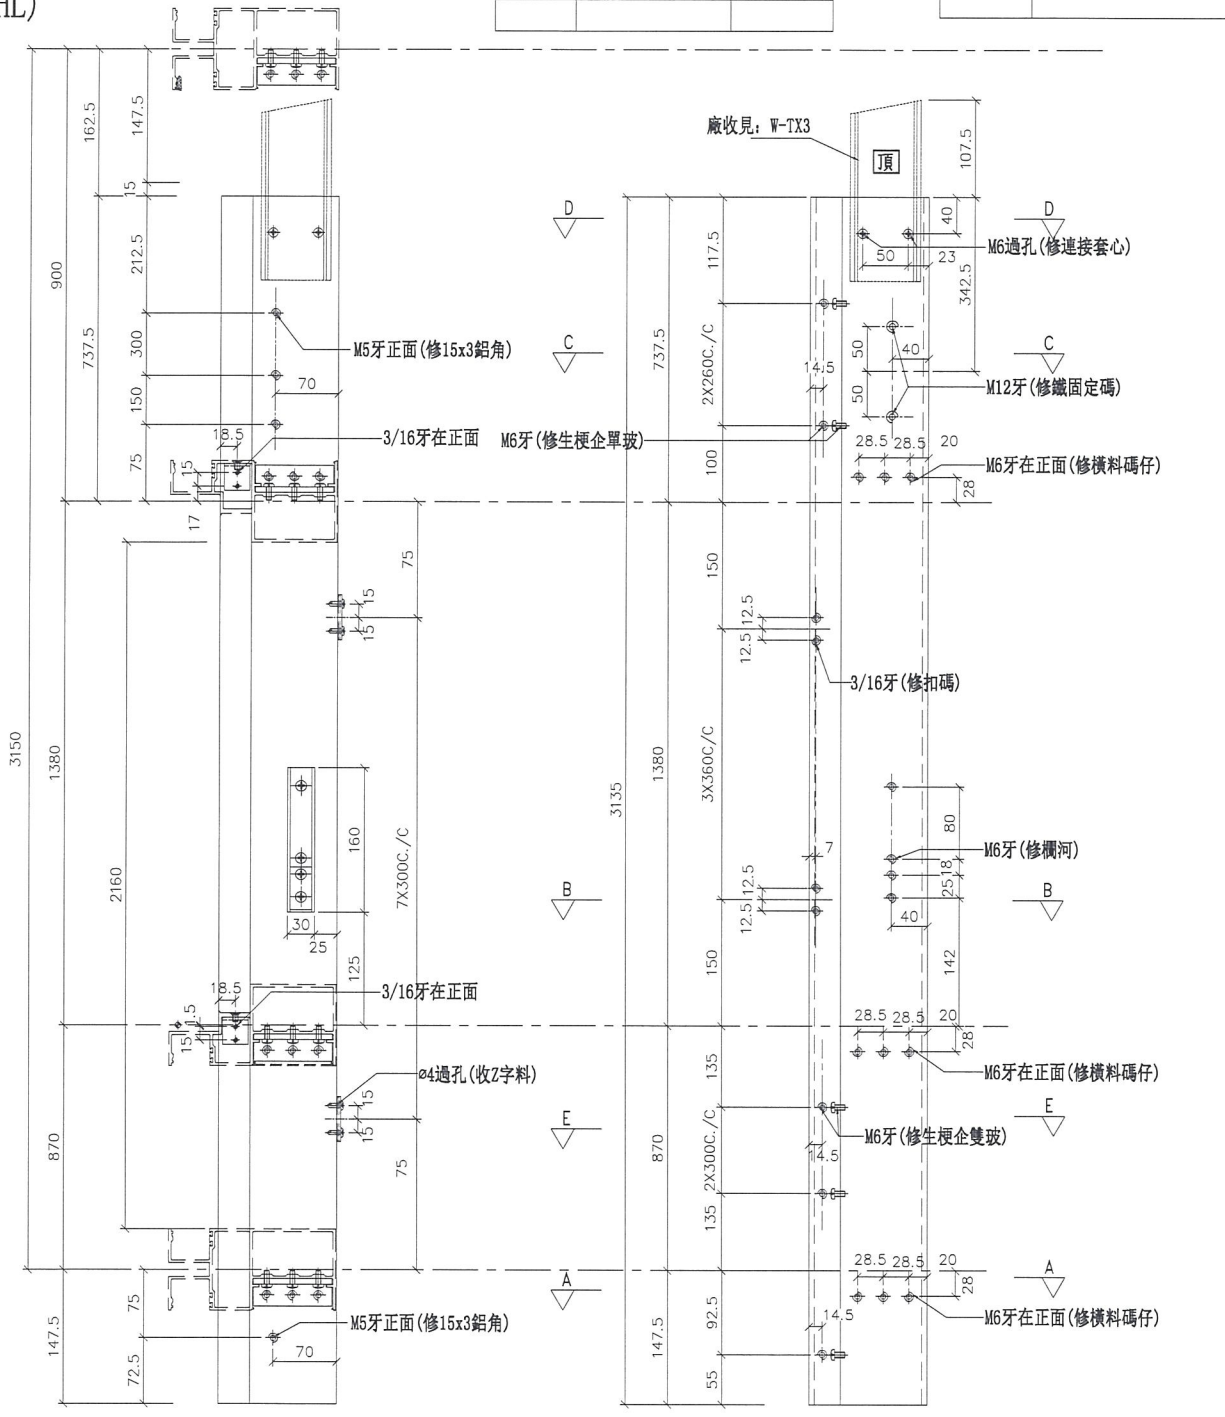 HL)
162.5
147.5
15
212.5
900
737.5
300
150
75
70
18.5
15
17
M5牙正面(修15x3鋁角)
3/16牙在正面
75
15
15
3150
1380
2160
160
7X300C./C
30
25
125
18.5
1.5
15
3/16牙在正面
ø4過孔(收Z字料)
15
15
75
870
75
147.5
72.5
M5牙正面(修15x3鋁角)
70
D
C
B
E
A
廠收見: W-TX3
頂
107.5
40
50
23
342.5
M6過孔(修連接套心)
D
117.5
2X260C./C
737.5
14.5
50
50
40
C
M12牙(修鐵固定碼)
M6牙(修生梗企單玻)
100
28.5
28.5
20
M6牙在正面(修橫料碼仔)
28
150
12.5
12.5
3/16牙(修扣碼)
3135
1380
3X360C/C
7
12.5
12.5
80
M6牙(修欄河)
18
25
B
40
142
150
28.5
28.5
20
28
M6牙在正面(修橫料碼仔)
135
E
M6牙(修生梗企雙玻)
14.5
870
2X300C./C
135
28.5
28.5
20
A
28
M6牙在正面(修橫料碼仔)
92.5
14.5
147.5
55